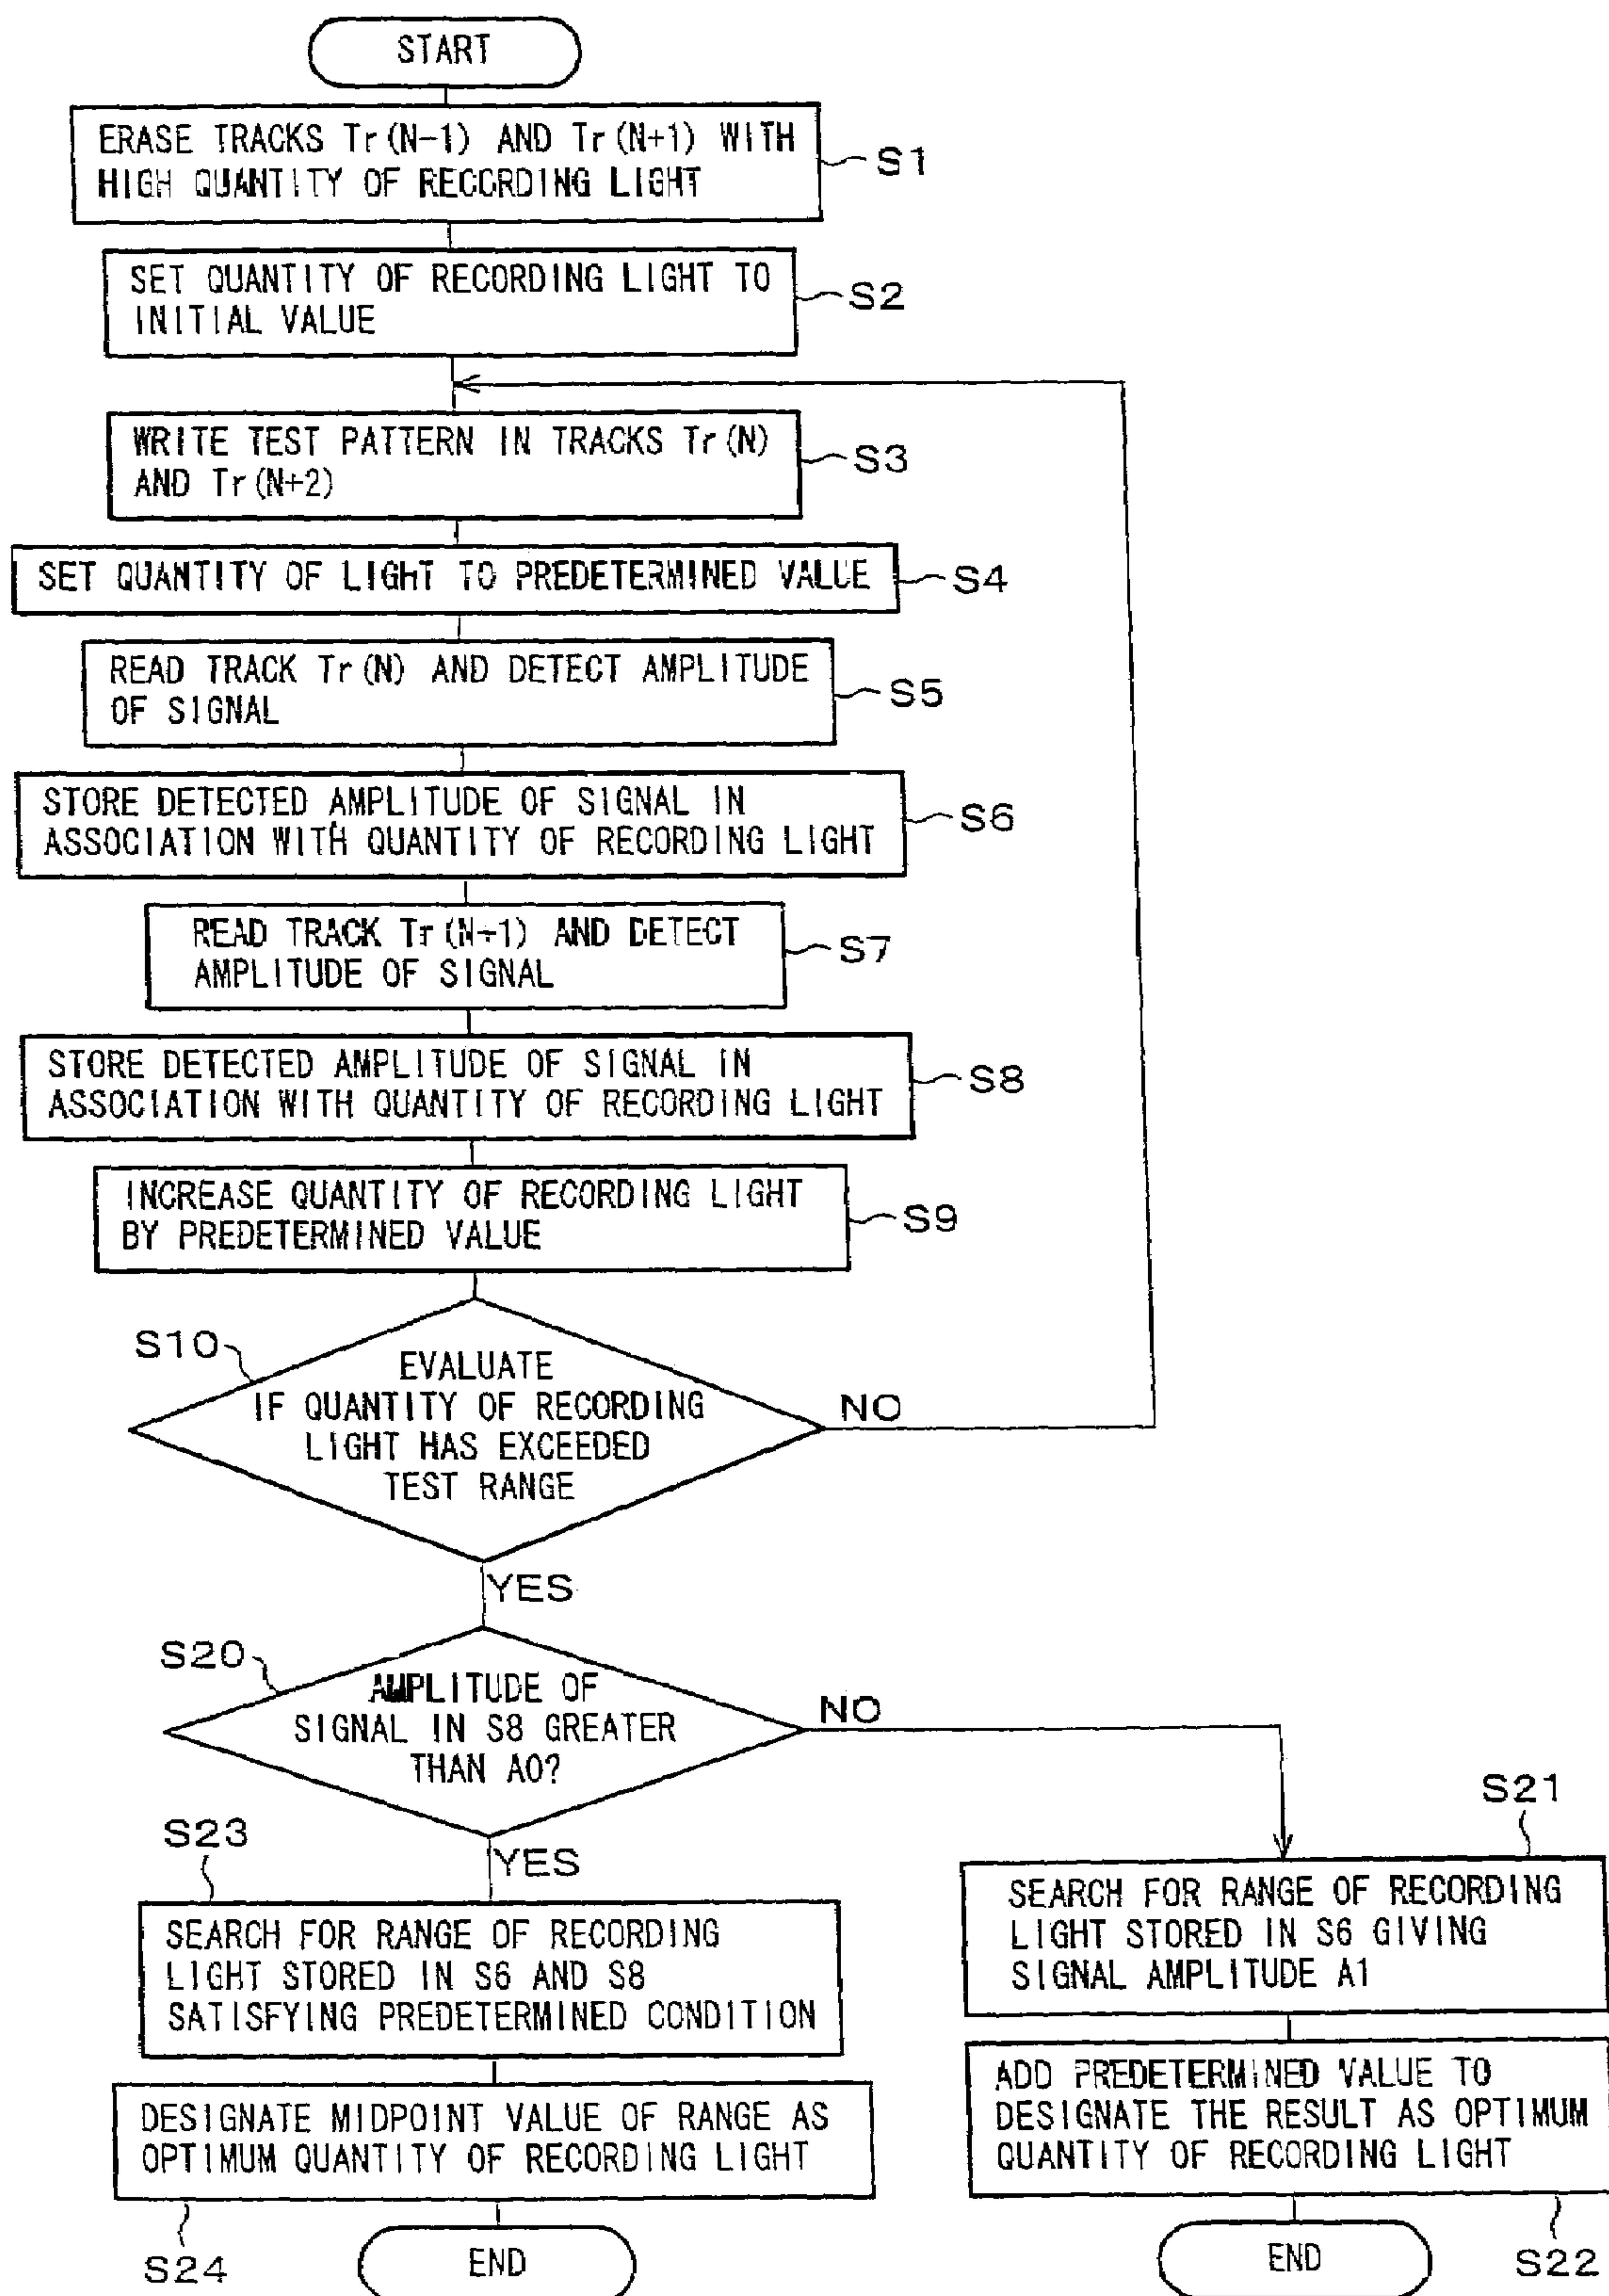 START
ERASE TRACKS Tr(N-1) AND Tr(N+1) WITH
HIGH QUANTITY OF RECORDING LIGHT
S1
SET QUANTITY OF RECORDING LIGHT TO
INITIAL VALUE
S2
WRITE TEST PATTERN IN TRACKS Tr(N)
AND Tr(N+2)
S3
SET QUANTITY OF LIGHT TO PREDETERMINED VALUE
S4
READ TRACK Tr(N) AND DETECT AMPLITUDE
OF SIGNAL
S5
STORE DETECTED AMPLITUDE OF SIGNAL IN
ASSOCIATION WITH QUANTITY OF RECORDING LIGHT
S6
READ TRACK Tr(N+1) AND DETECT
AMPLITUDE OF SIGNAL
S7
STORE DETECTED AMPLITUDE OF SIGNAL IN
ASSOCIATION WITH QUANTITY OF RECORDING LIGHT
S8
INCREASE QUANTITY OF RECORDING LIGHT
BY PREDETERMINED VALUE
S9
S10
EVALUATE
IF QUANTITY OF RECORDING
LIGHT HAS EXCEEDED
TEST RANGE
NO
YES
S20
AMPLITUDE OF
SIGNAL IN S8 GREATER
THAN A0?
NO
YES
S23
SEARCH FOR RANGE OF RECORDING
LIGHT STORED IN S6 AND S8
SATISFYING PREDETERMINED CONDITION
DESIGNATE MIDPOINT VALUE OF RANGE AS
OPTIMUM QUANTITY OF RECORDING LIGHT
S24
END
S21
SEARCH FOR RANGE OF RECORDING
LIGHT STORED IN S6 GIVING
SIGNAL AMPLITUDE A1
ADD PREDETERMINED VALUE TO
DESIGNATE THE RESULT AS OPTIMUM
QUANTITY OF RECORDING LIGHT
S22
END